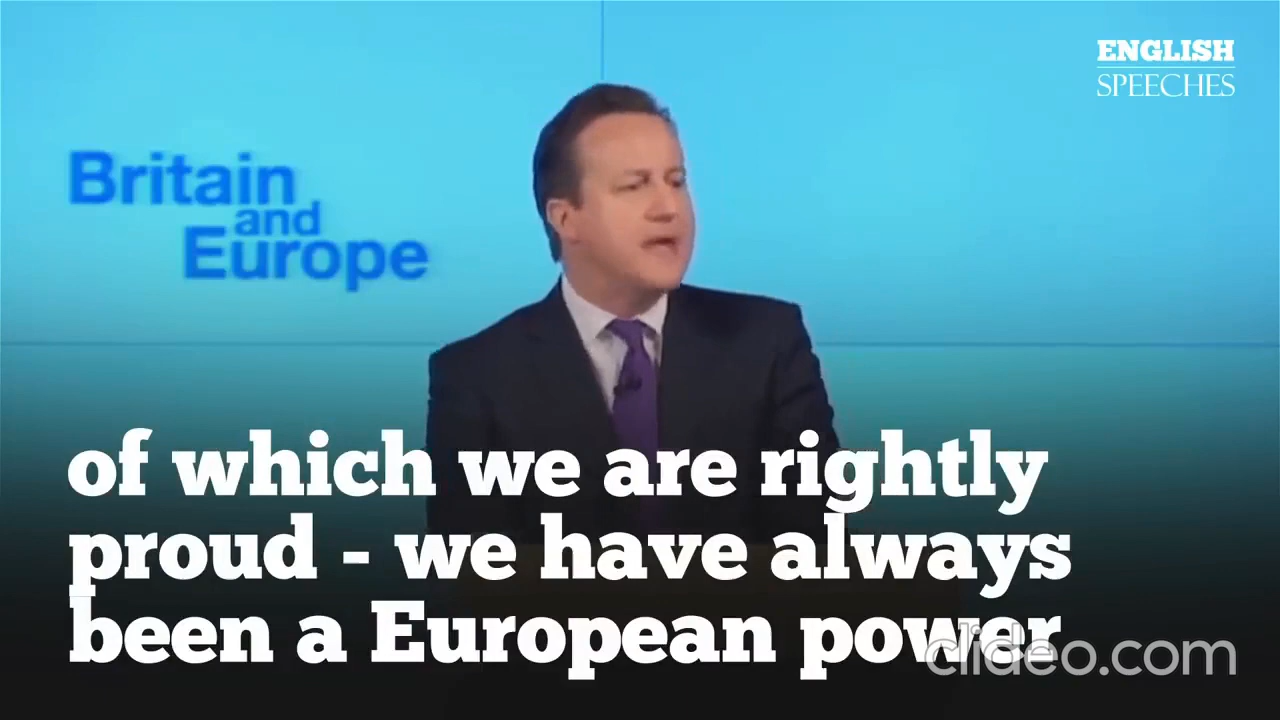 ENGLISH
SPEECHES
Britain
and
Europe
of which we are rightly
proud - we have always
been a European power
clideo.com